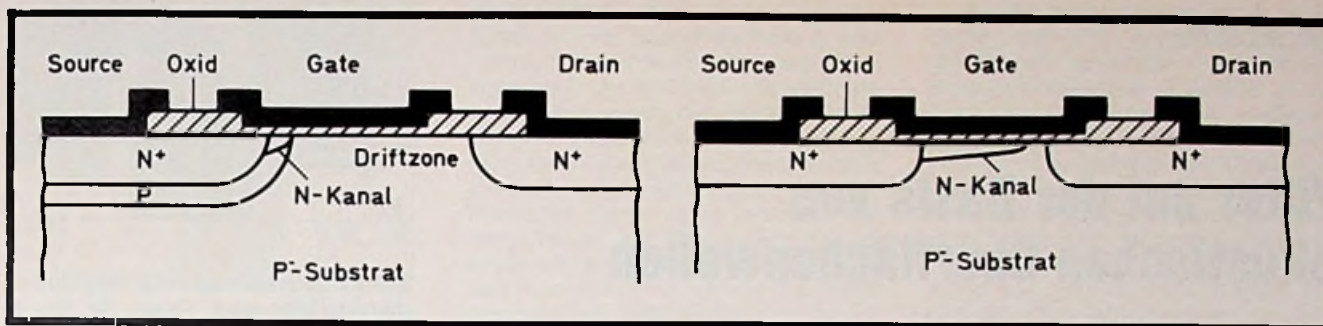 Source Oxid Gate Drain
N+ Driftzone N+
N-Kanal
P
P--Substrat
Source Oxid Gate Drain
N+ N+
N-Kanal
P--Substrat